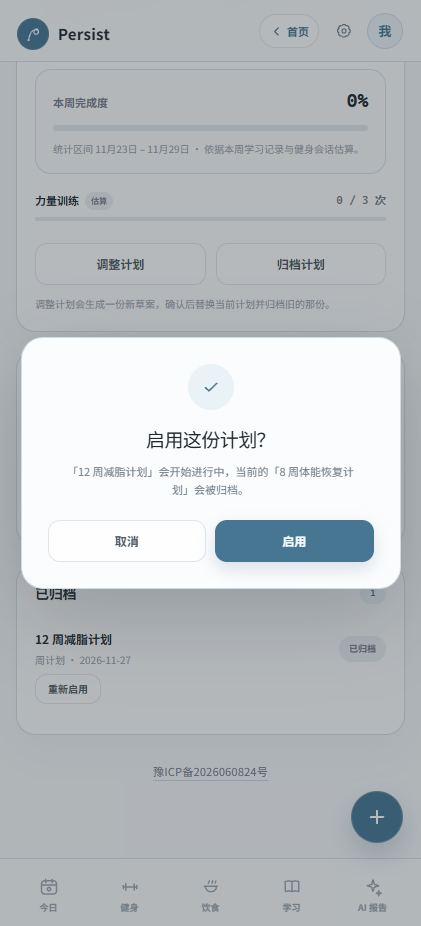 Persist
首页
我
本周完成度
0%
统计区间 11月23日 – 11月29日 · 依据本周学习记录与健身会话估算。
力量训练 估算
0 / 3 次
调整计划
归档计划
调整计划会生成一份新草案，确认后替换当前计划并归档旧的那份。
启用这份计划？
「12 周减脂计划」会开始进行中，当前的「8 周体能恢复计
划」会被归档。
取消
启用
已归档
1
12 周减脂计划
周计划 · 2026-11-27
已归档
重新启用
豫ICP备2026060824号
今日
健身
饮食
学习
AI 报告